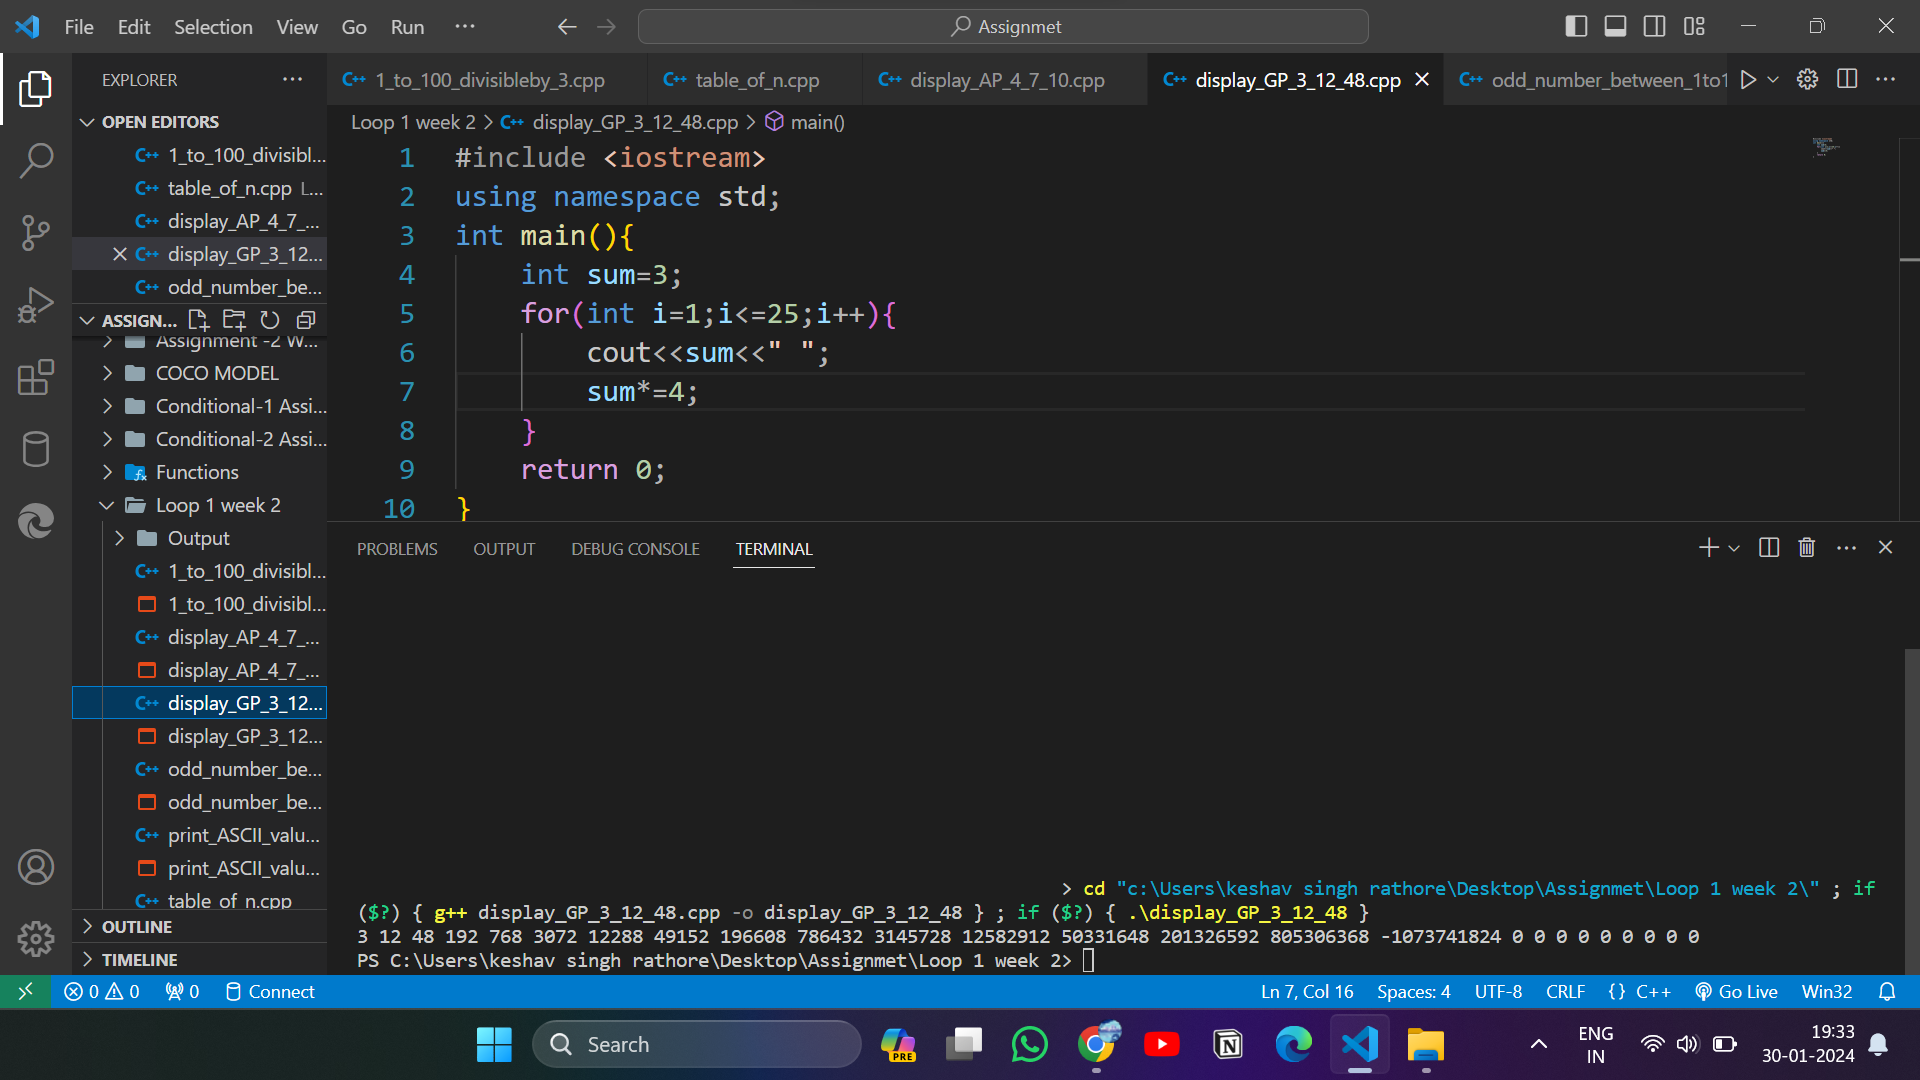 File Edit Selection View Go Run ··· Assignmet
EXPLORER ···
OPEN EDITORS
1_to_100_divisibl...
table_of_n.cpp L...
display_AP_4_7_...
display_GP_3_12...
odd_number_be...
ASSIGN...
Assignment -2 W...
COCO MODEL
Conditional-1 Assi...
Conditional-2 Assi...
Functions
Loop 1 week 2
Output
1_to_100_divisibl...
1_to_100_divisibl...
display_AP_4_7_...
display_AP_4_7_...
display_GP_3_12...
display_GP_3_12...
odd_number_be...
odd_number_be...
print_ASCII_valu...
print_ASCII_valu...
table_of_n.cpp
OUTLINE
TIMELINE
1_to_100_divisibleby_3.cpp table_of_n.cpp display_AP_4_7_10.cpp display_GP_3_12_48.cpp odd_number_between_1to1
Loop 1 week 2 > display_GP_3_12_48.cpp > main()
1 #include <iostream>
2 using namespace std;
3 int main(){
4 int sum=3;
5 for(int i=1;i<=25;i++){
6 cout<<sum<<" ";
7 sum*=4;
8 }
9 return 0;
10 }
PROBLEMS OUTPUT DEBUG CONSOLE TERMINAL
> cd "c:\Users\keshav singh rathore\Desktop\Assignmet\Loop 1 week 2\" ; if
($?) { g++ display_GP_3_12_48.cpp -o display_GP_3_12_48 } ; if ($?) { .\display_GP_3_12_48 }
3 12 48 192 768 3072 12288 49152 196608 786432 3145728 12582912 50331648 201326592 805306368 -1073741824 0 0 0 0 0 0 0 0 0
PS C:\Users\keshav singh rathore\Desktop\Assignmet\Loop 1 week 2>
0 0 0 Connect Ln 7, Col 16 Spaces: 4 UTF-8 CRLF {} C++ Go Live Win32
Search PRE ENG
IN
19:33
30-01-2024